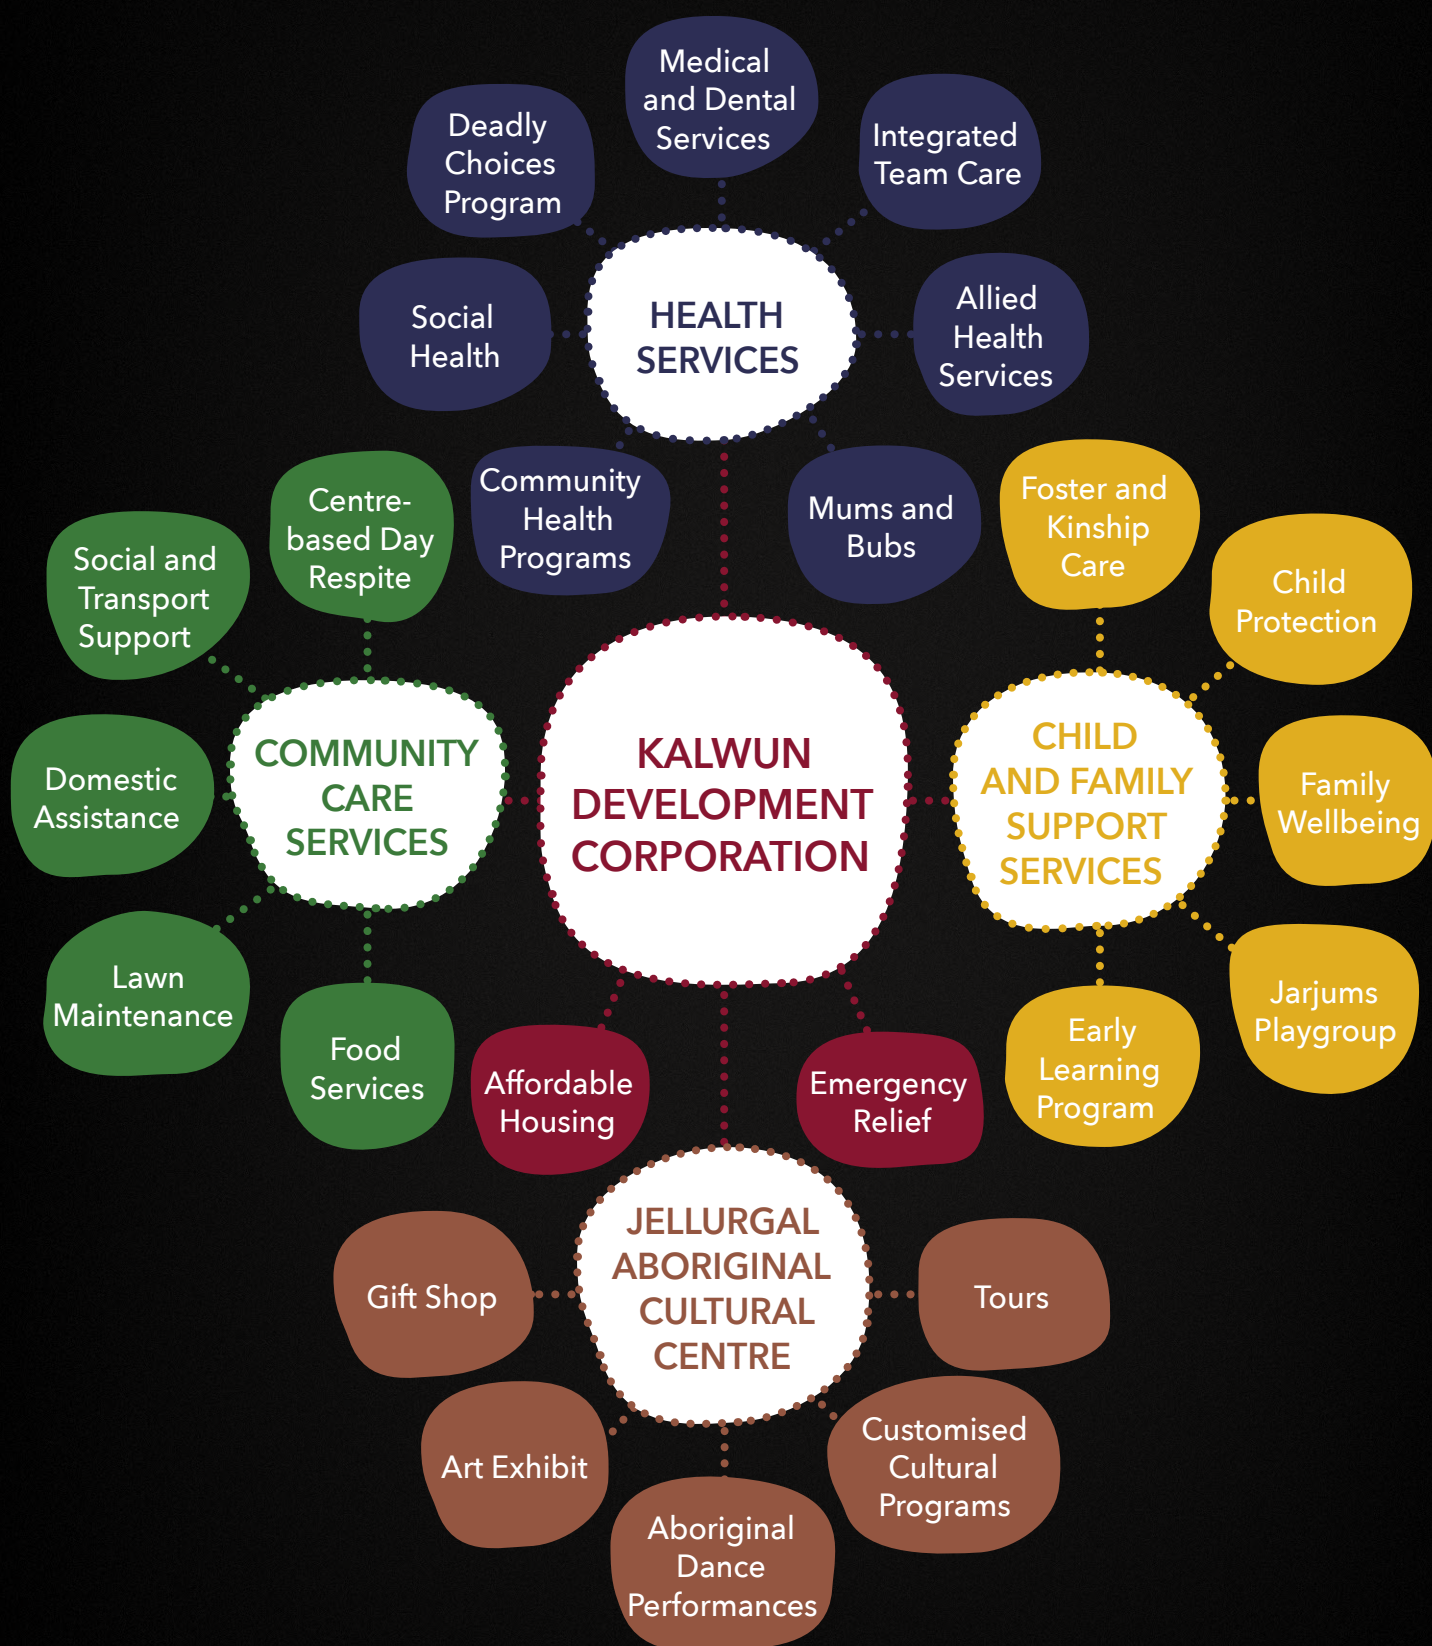 Medical
and Dental
Services
Deadly
Choices
Program
Integrated
Team Care
Social
Health
HEALTH
SERVICES
Allied
Health
Services
Community
Health
Programs
Mums and
Bubs
Centre-
based Day
Respite
Social and
Transport
Support
Domestic
Assistance
COMMUNITY
CARE
SERVICES
Lawn
Maintenance
Food
Services
KALWUN
DEVELOPMENT
CORPORATION
Foster and
Kinship
Care
Child
Protection
CHILD
AND FAMILY
SUPPORT
SERVICES
Family
Wellbeing
Jarjums
Playgroup
Early
Learning
Program
Affordable
Housing
Emergency
Relief
JELLURGAL
ABORIGINAL
CULTURAL
CENTRE
Gift Shop
Tours
Art Exhibit
Customised
Cultural
Programs
Aboriginal
Dance
Performances